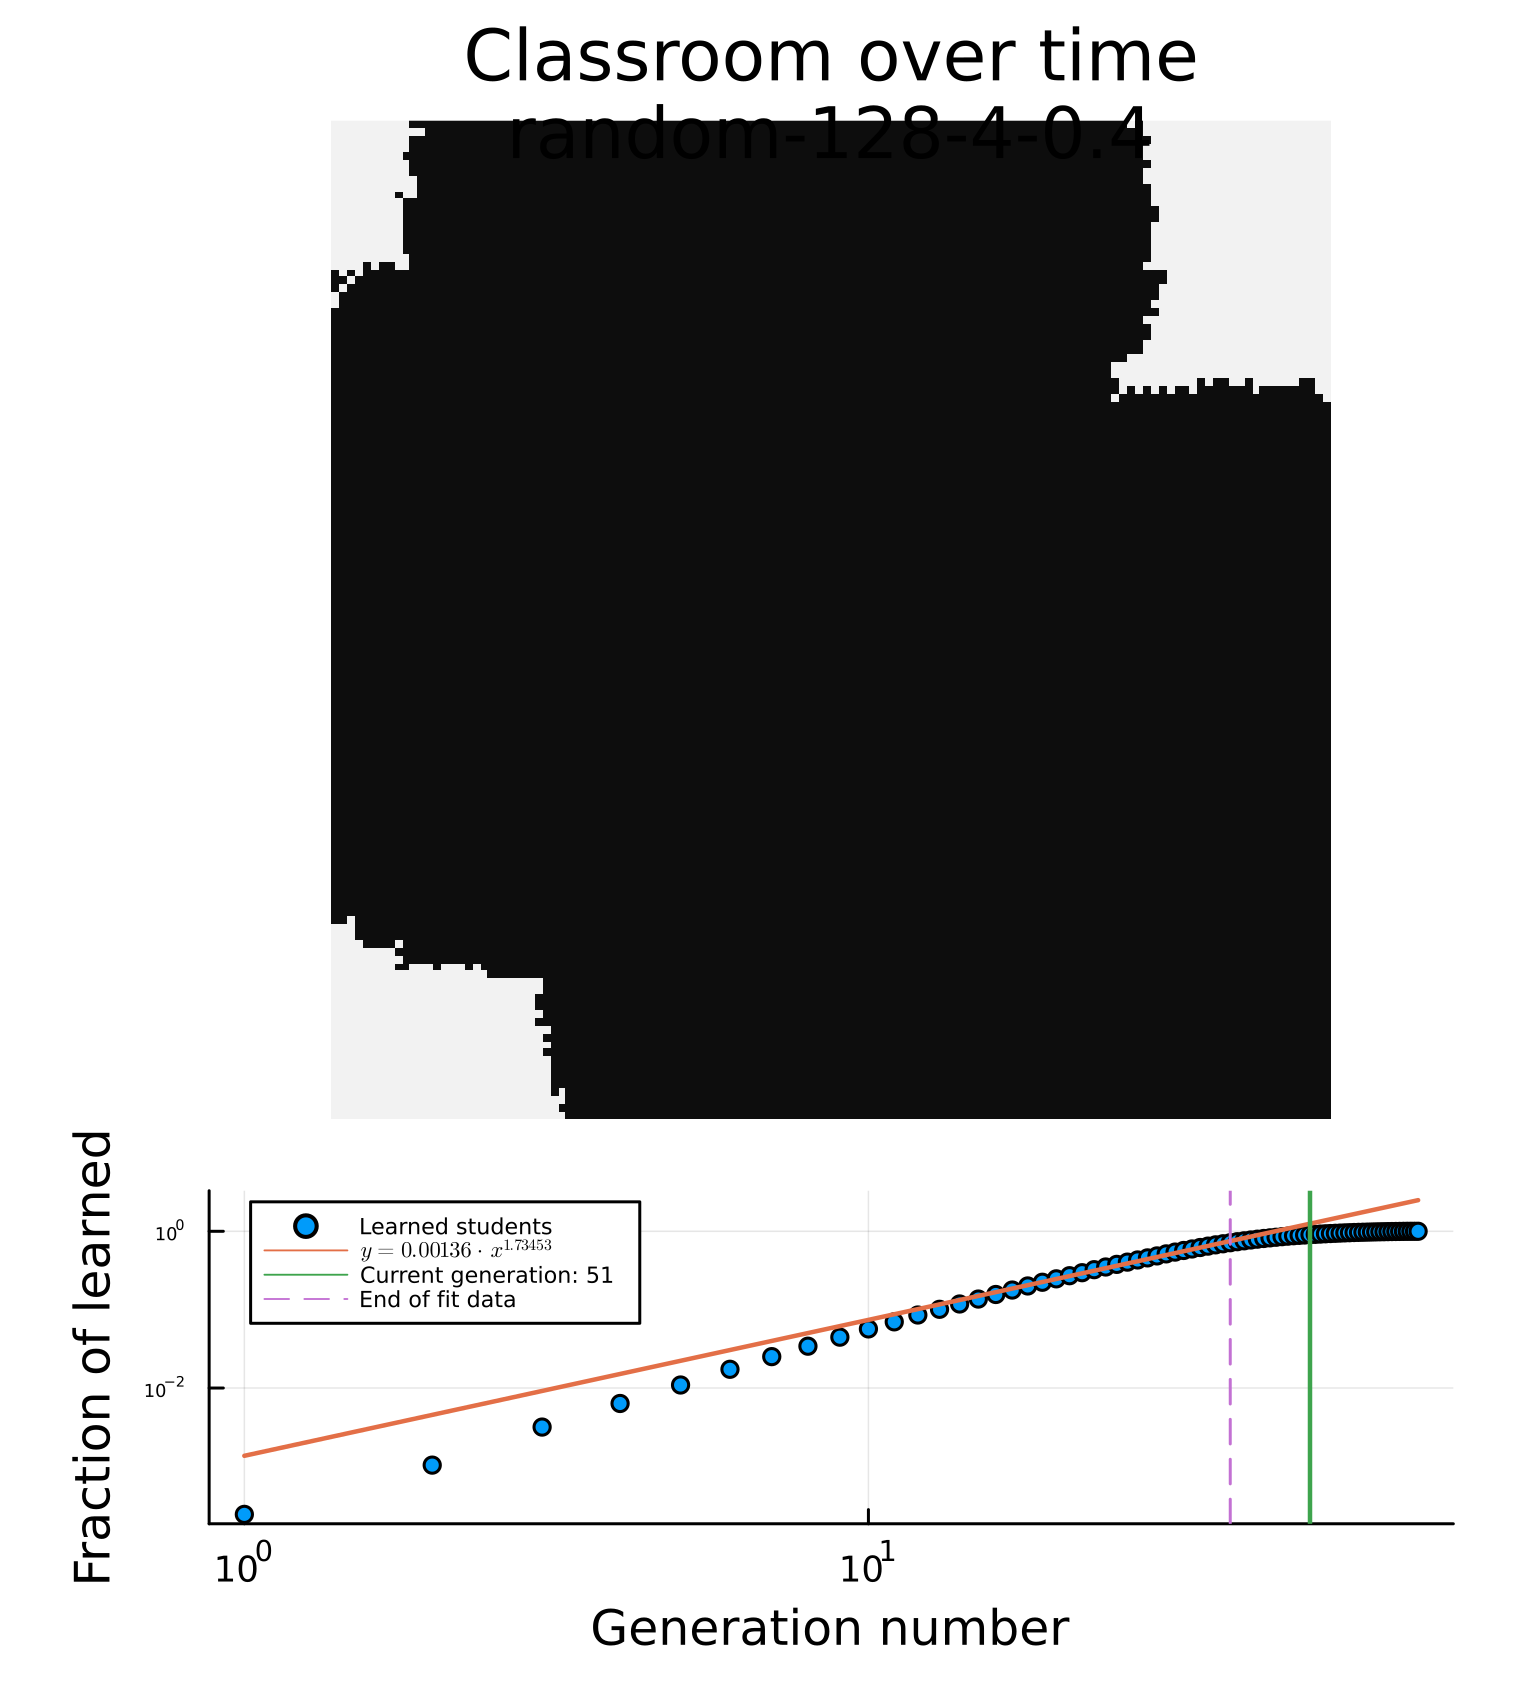 Classroom over time
random-128-4-0.4
Fraction of learned
10⁰
10⁻²
Learned students
y = 0.00136 · x^1.73453
Current generation: 51
End of fit data
10⁰
10¹
Generation number